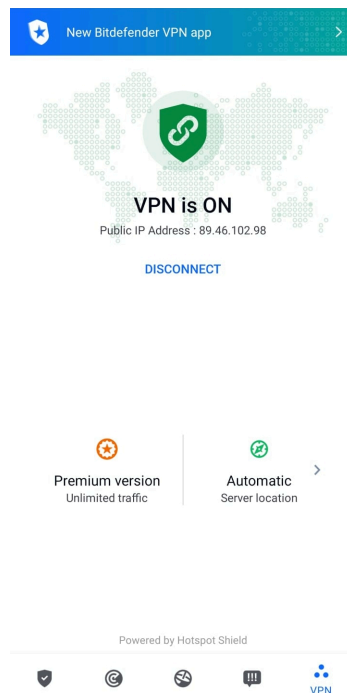 New Bitdefender VPN app
VPN is ON
Public IP Address : 89.46.102.98
DISCONNECT
Premium version
Unlimited traffic
Automatic
Server location
Powered by Hotspot Shield
VPN